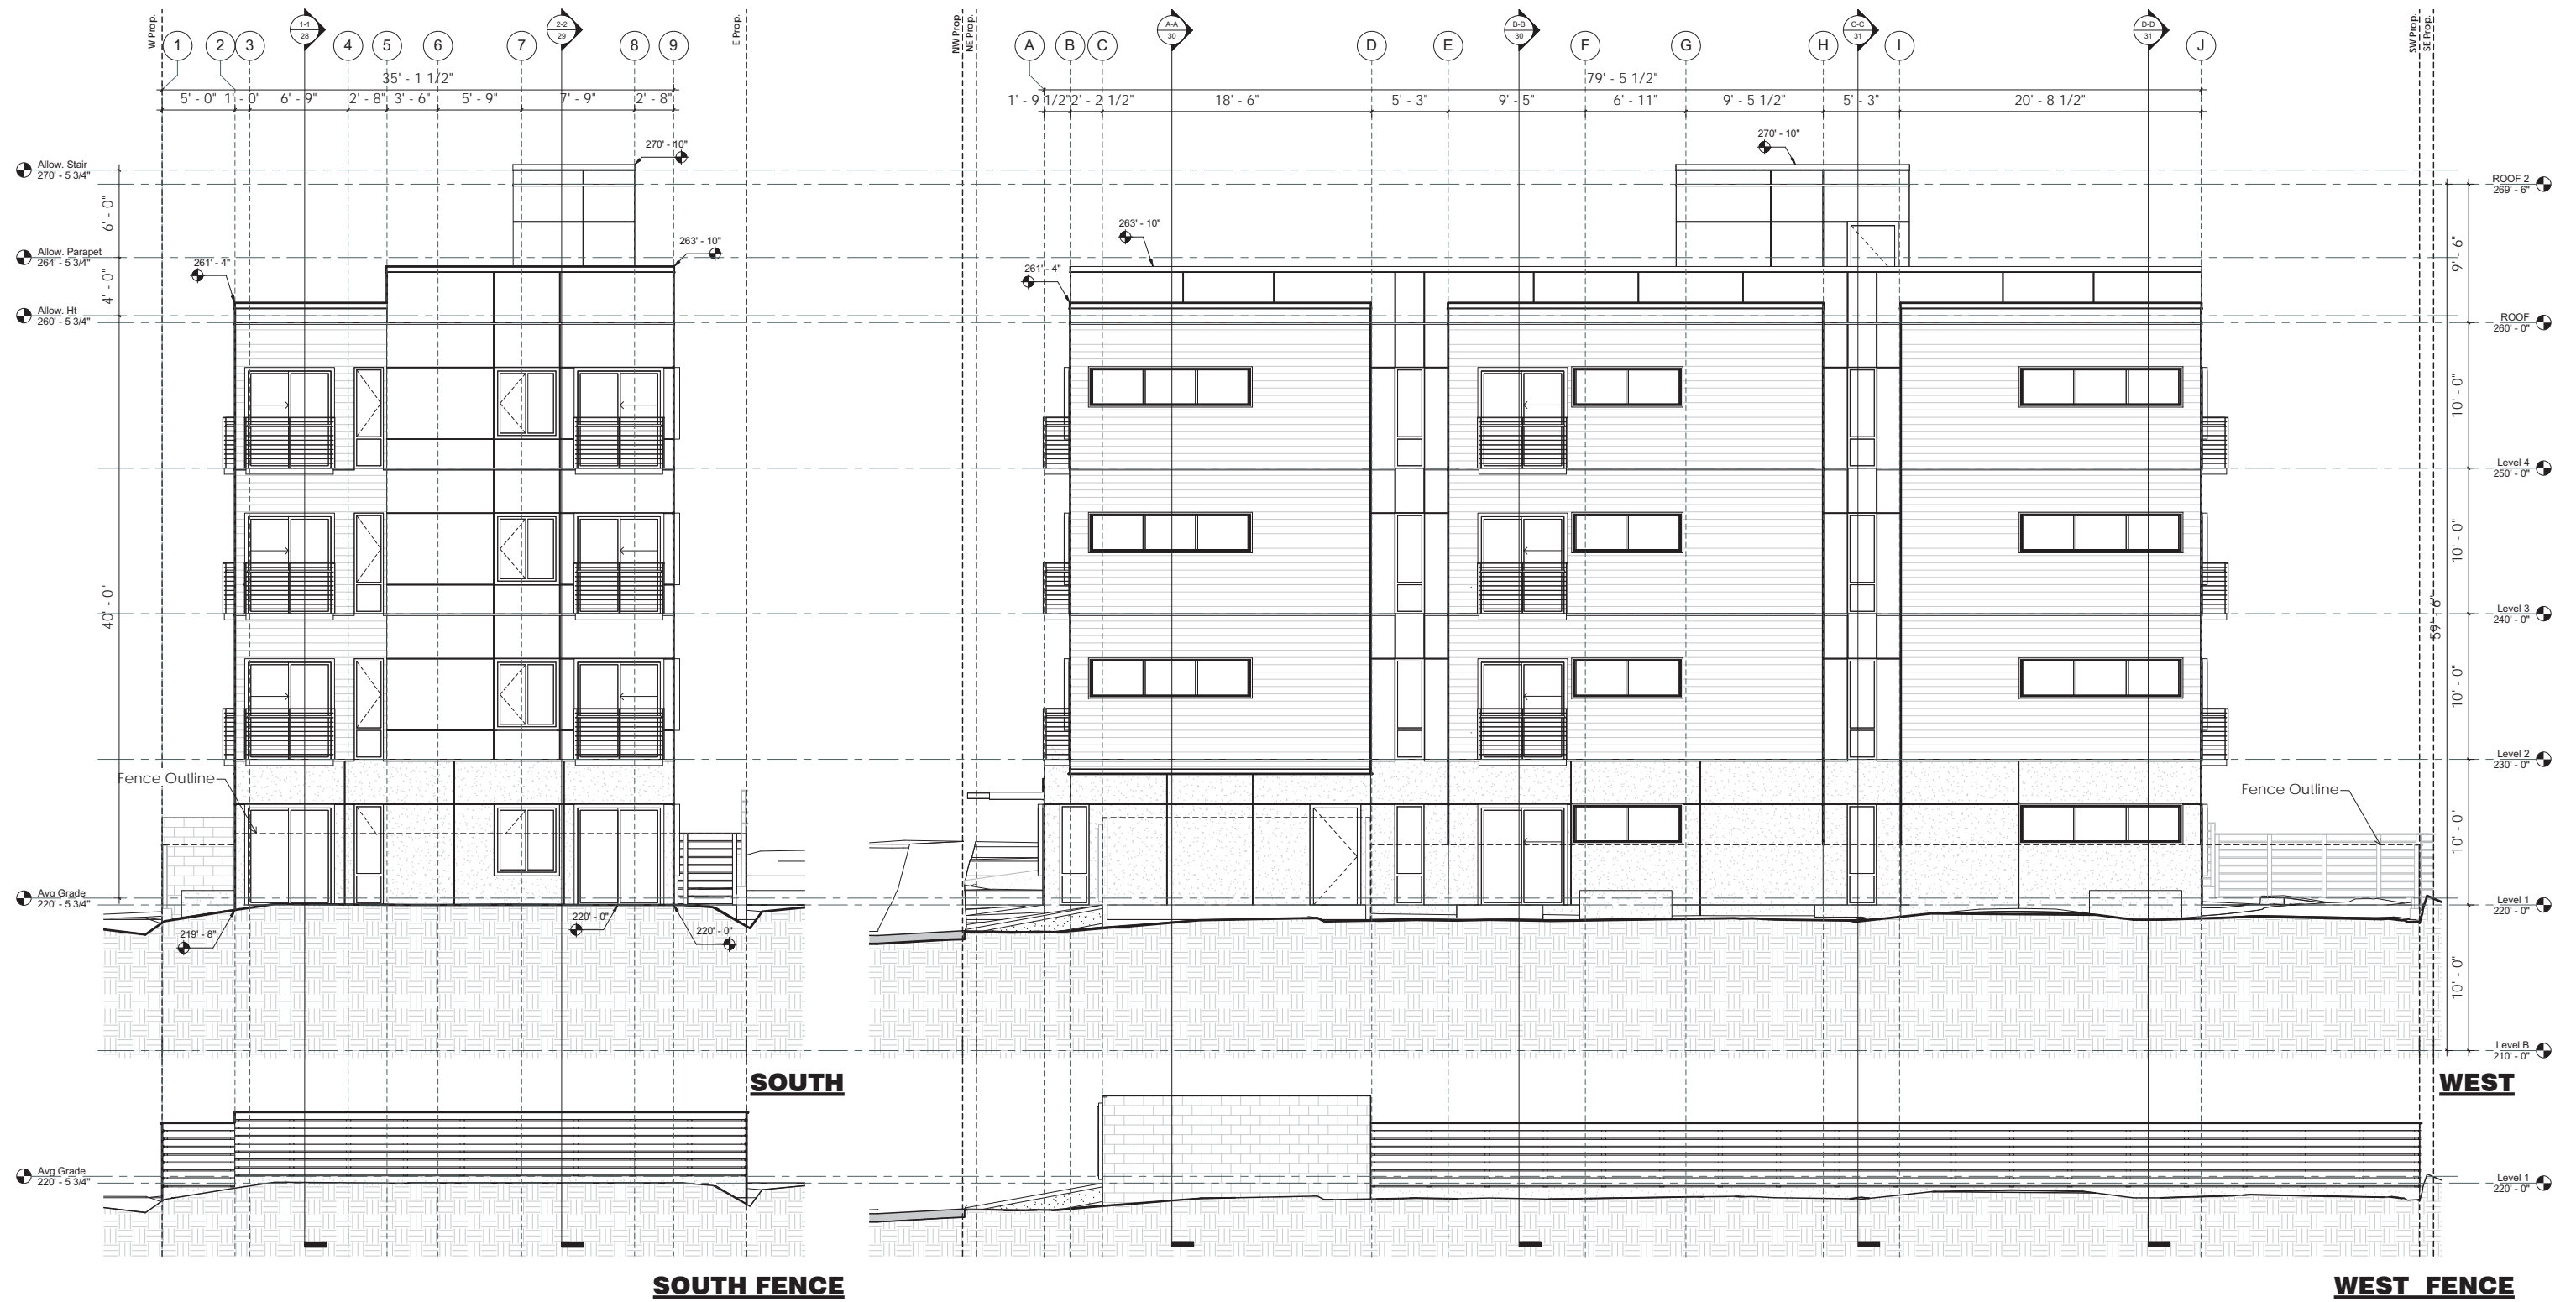 W Prop.
1
2
3
1-1
28
4
5
6
7
2-2
29
8
9
E Prop.
NW Prop.
NE Prop.
A
B
C
A-A
30
D
E
B-B
30
F
G
H
C-C
31
I
D-D
31
J
SW Prop.
SE Prop.
35' - 1 1/2"
5' - 0" 1' - 0" 6' - 9" 2' - 8" 3' - 6" 5' - 9" 7' - 9" 2' - 8"
79' - 5 1/2"
1' - 9 1/2" 2' - 2 1/2" 18' - 6" 5' - 3" 9' - 5" 6' - 11" 9' - 5 1/2" 5' - 3" 20' - 8 1/2"
Allow. Stair
270' - 5 3/4"
6' - 0"
Allow. Parapet
264' - 5 3/4"
4' - 0"
Allow. Ht
260' - 5 3/4"
40' - 0"
Avg Grade
220' - 5 3/4"
270' - 10"
263' - 10"
261' - 4"
Fence Outline
219' - 8"
220' - 0"
220' - 0"
SOUTH
270' - 10"
263' - 10"
261' - 4"
Fence Outline
ROOF 2
269' - 6"
9' - 6"
ROOF
260' - 0"
10' - 0"
Level 4
250' - 0"
10' - 0"
Level 3
240' - 0"
59' - 6"
10' - 0"
Level 2
230' - 0"
10' - 0"
Level 1
220' - 0"
10' - 0"
Level B
210' - 0"
WEST
Avg Grade
220' - 5 3/4"
Level 1
220' - 0"
SOUTH FENCE
WEST FENCE